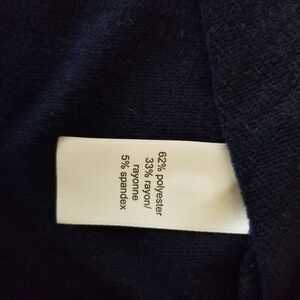 62% polyester
33% rayon/
rayonne
5% spandex